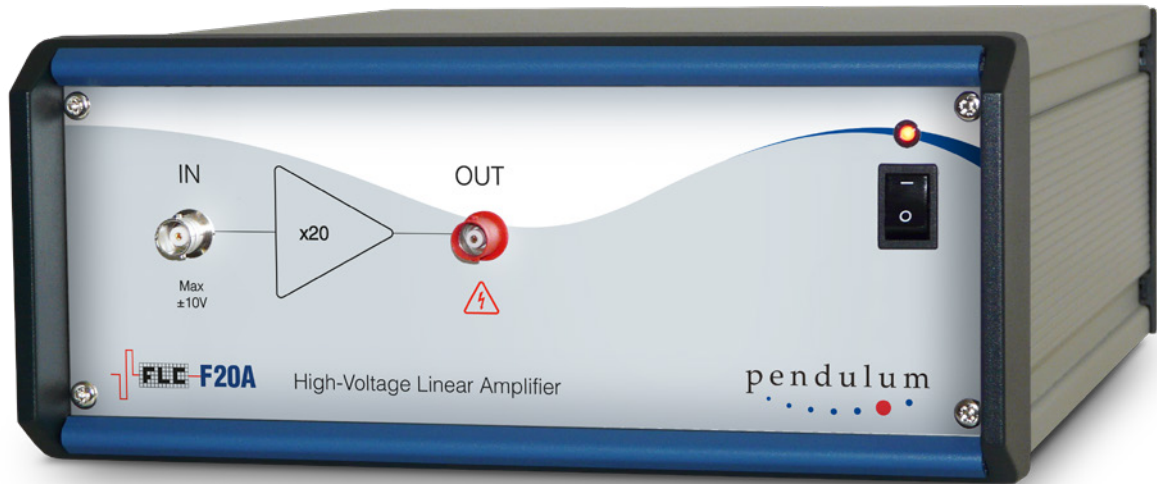 IN
OUT
x20
Max
±10V
FLC F20A
High-Voltage Linear Amplifier
pendulum